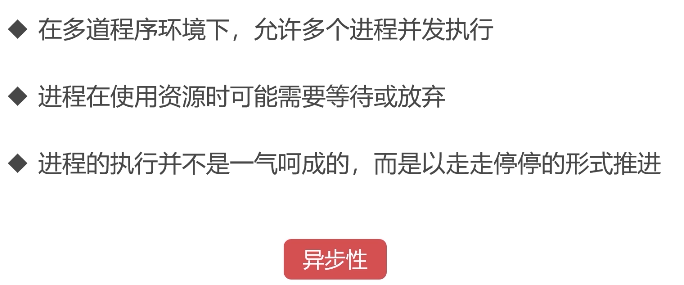 ◆ 在多道程序环境下，允许多个进程并发执行
◆ 进程在使用资源时可能需要等待或放弃
◆ 进程的执行并不是一气呵成的，而是以走走停停的形式推进
异步性